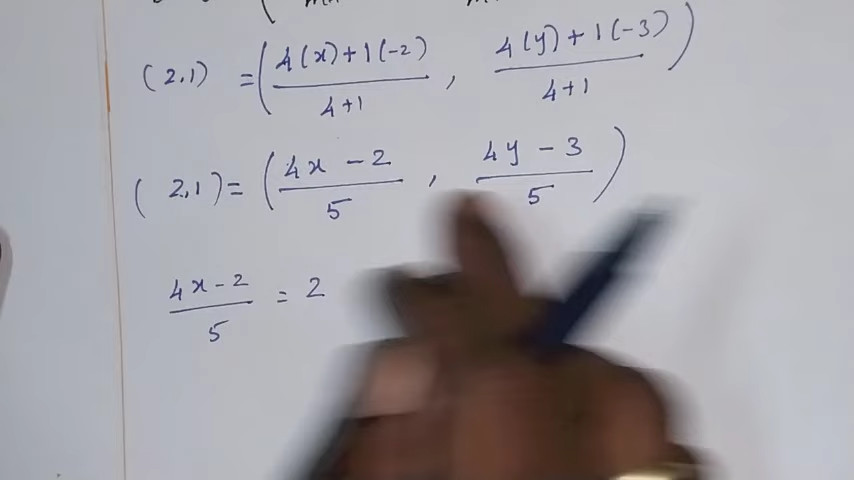 (2,1) = ( 4(x)+1(-2) / 4+1 , 4(y)+1(-3) / 4+1 )
(2,1) = ( 4x-2 / 5 , 4y-3 / 5 )
4x-2 / 5 = 2